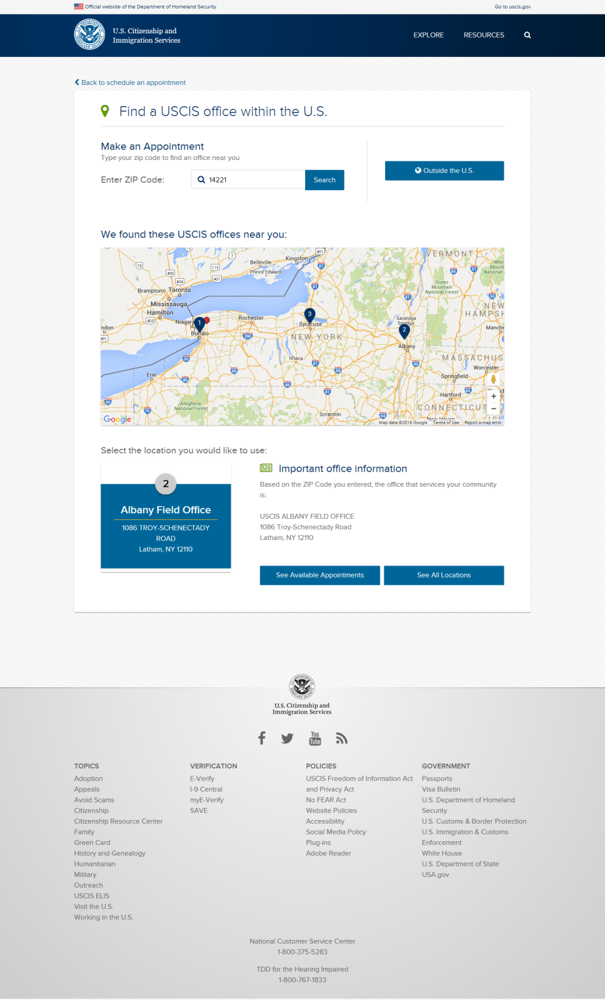 Official website of the Department of Homeland Security
Go to uscis.gov
U.S. Citizenship and
Immigration Services
EXPLORE
RESOURCES
Back to schedule an appointment
Find a USCIS office within the U.S.
Make an Appointment
Type your zip code to find an office near you
Enter ZIP Code:
14221
Search
Outside the U.S.
We found these USCIS offices near you:
VERMONT
Kingston
Belleville
Prince Edward
Green
Mountain
National Forest
Brampton
Toronto
Mississauga
Hamilton
NEW
HAMPSH
Niagara
Rochester
Saratoga
Springs
Manche
ndon
1
3
2
Buffalo
Syracuse
NEW YORK
Albany
Ithaca
MASSACHUS
Worcester
Erie
Springfield
Hartford
Allegheny
National Forest
CONNECTICUT
Scranton
New Haven
Google
Map data ©2016 Google
Terms of Use
Report a map error
Select the location you would like to use:
2
Albany Field Office
1086 TROY-SCHENECTADY
ROAD
Latham, NY 12110
Important office information
Based on the ZIP Code you entered, the office that services your community
is:
USCIS ALBANY FIELD OFFICE
1086 Troy-Schenectady Road
Latham, NY 12110
See Available Appointments
See All Locations
U.S. Citizenship and
Immigration Services
You
Tube
TOPICS
Adoption
Appeals
Avoid Scams
Citizenship
Citizenship Resource Center
Family
Green Card
History and Genealogy
Humanitarian
Military
Outreach
USCIS ELIS
Visit the U.S.
Working in the U.S.
VERIFICATION
E-Verify
I-9 Central
myE-Verify
SAVE
POLICIES
USCIS Freedom of Information Act
and Privacy Act
No FEAR Act
Website Policies
Accessibility
Social Media Policy
Plug-ins
Adobe Reader
GOVERNMENT
Passports
Visa Bulletin
U.S. Department of Homeland
Security
U.S. Customs & Border Protection
U.S. Immigration & Customs
Enforcement
White House
U.S. Department of State
USA.gov
National Customer Service Center
1-800-375-5283
TDD for the Hearing Impaired
1-800-767-1833